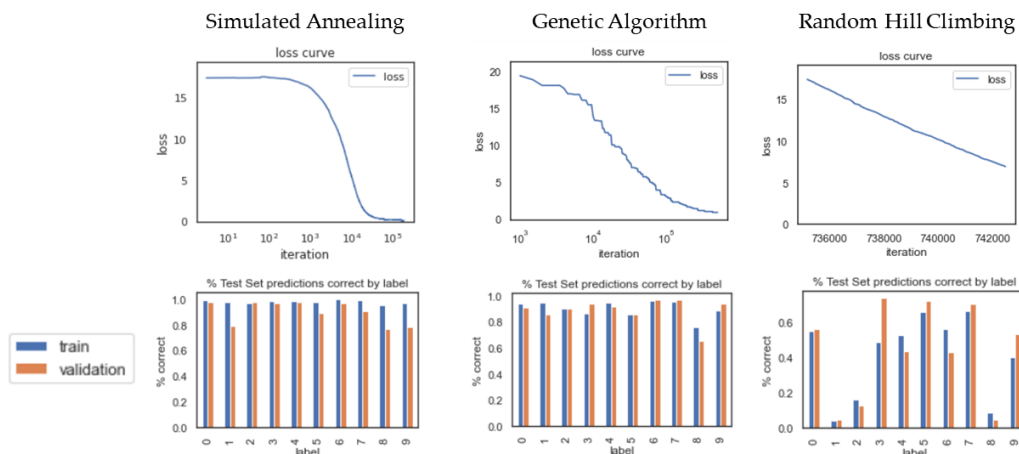 Simulated Annealing
Genetic Algorithm
Random Hill Climbing
loss curve
loss
15
10
5
0
loss
10¹ 10² 10³ 10⁴ 10⁵
iteration
loss curve
loss
20
15
10
5
0
loss
10³ 10⁴ 10⁵
iteration
loss curve
loss
15
10
5
0
loss
736000 738000 740000 742000
iteration
train
validation
% Test Set predictions correct by label
1.0
0.8
0.6
0.4
0.2
0.0
% correct
0 1 2 3 4 5 6 7 8 9
label
% Test Set predictions correct by label
1.0
0.8
0.6
0.4
0.2
0.0
% correct
0 1 2 3 4 5 6 7 8 9
label
% Test Set predictions correct by label
0.6
0.4
0.2
0.0
% correct
0 1 2 3 4 5 6 7 8 9
label